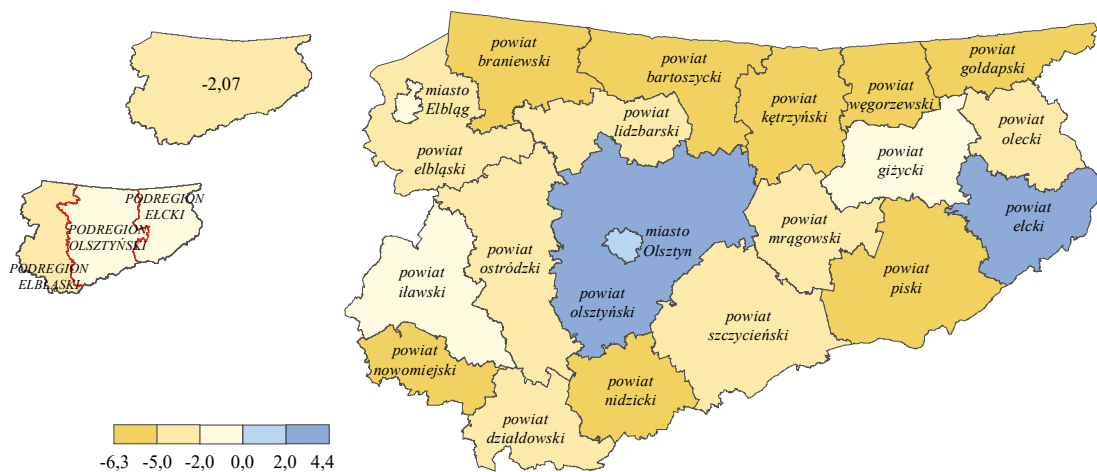 -2,07
PODREGION
EŁCKI
PODREGION
OLSZTYŃSKI
PODREGION
ELBLĄSKI
powiat
braniewski
powiat
bartoszycki
powiat
gołdapski
miasto
Elbląg
powiat
kętrzyński
powiat
węgorzewski
powiat
lidzbarski
powiat
olecki
powiat
elbląski
powiat
giżycki
powiat
ełcki
powiat
mrągowski
miasto
Olsztyn
powiat
ostródzki
powiat
iławski
powiat
piski
powiat
olsztyński
powiat
szczycieński
powiat
nowomiejski
powiat
nidzicki
powiat
działdowski
-6,3 -5,0 -2,0 0,0 2,0 4,4